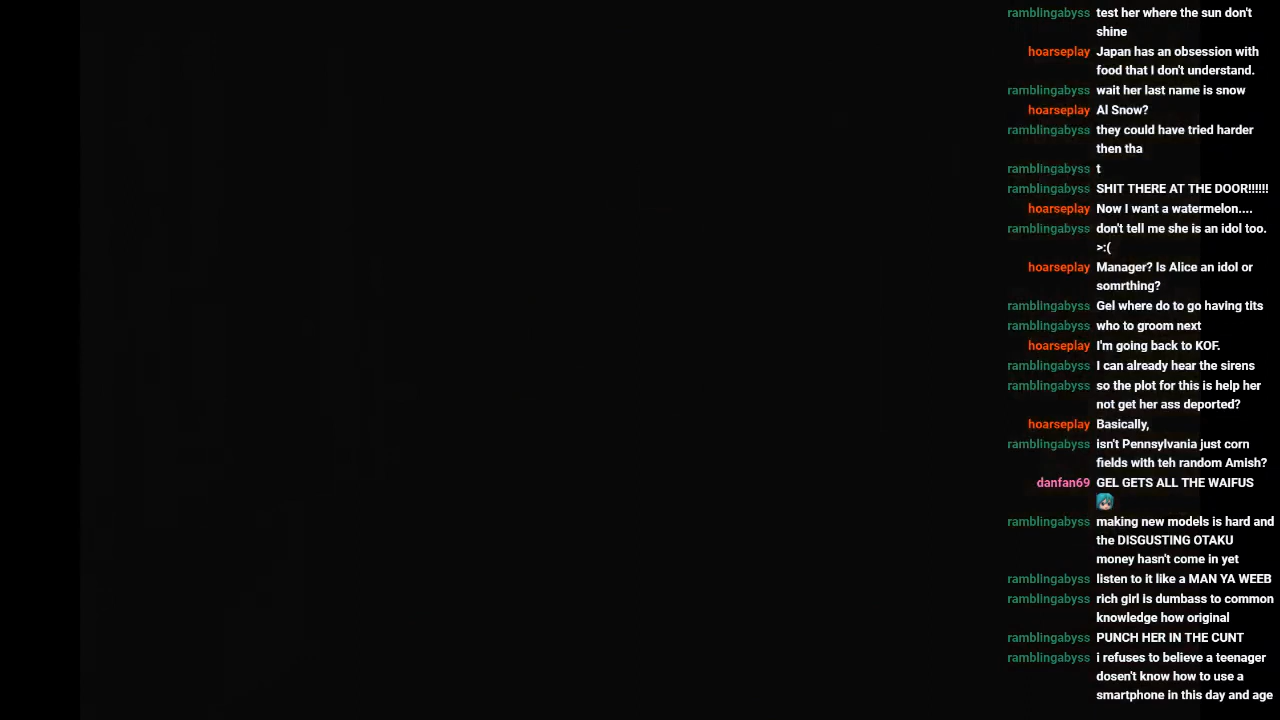 ramblingabyss test her where the sun don't
shine
hoarseplay Japan has an obsession with
food that I don't understand.
ramblingabyss wait her last name is snow
hoarseplay Al Snow?
ramblingabyss they could have tried harder
then tha
ramblingabyss t
ramblingabyss SHIT THERE AT THE DOOR!!!!!!
hoarseplay Now I want a watermelon....
ramblingabyss don't tell me she is an idol too.
>:(
hoarseplay Manager? Is Alice an idol or
somrthing?
ramblingabyss Gel where do to go having tits
ramblingabyss who to groom next
hoarseplay I'm going back to KOF.
ramblingabyss I can already hear the sirens
ramblingabyss so the plot for this is help her
not get her ass deported?
hoarseplay Basically,
ramblingabyss isn't Pennsylvania just corn
fields with teh random Amish?
danfan69 GEL GETS ALL THE WAIFUS
ramblingabyss making new models is hard and
the DISGUSTING OTAKU
money hasn't come in yet
ramblingabyss listen to it like a MAN YA WEEB
ramblingabyss rich girl is dumbass to common
knowledge how original
ramblingabyss PUNCH HER IN THE CUNT
ramblingabyss i refuses to believe a teenager
dosen't know how to use a
smartphone in this day and age